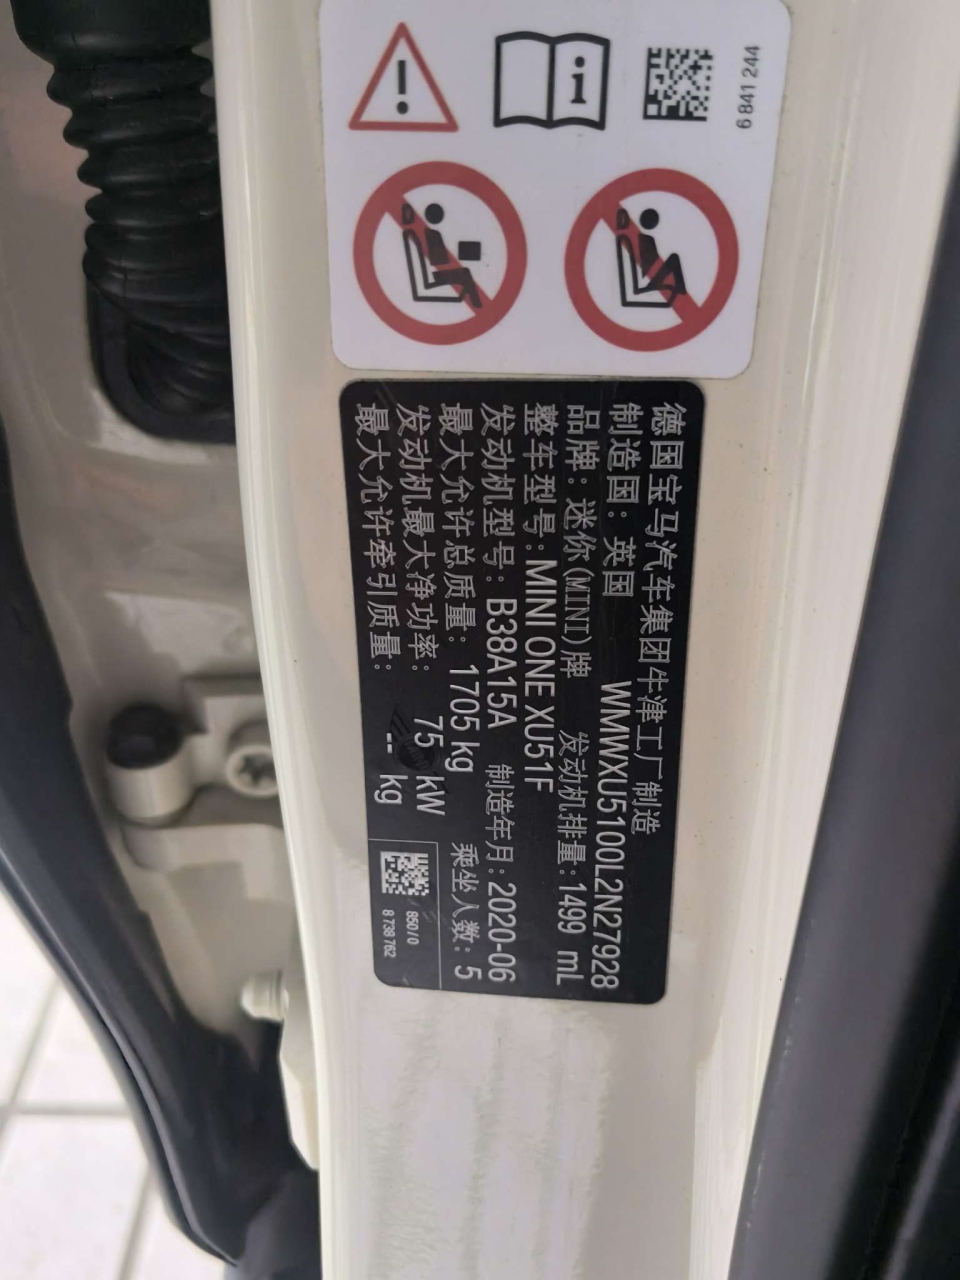 6 841 244
德国宝马汽车集团牛津工厂制造
制造国: 英国 WMWXU5100L2N27928
品牌: 迷你(MINI)牌 发动机排量: 1499 mL
整车型号: MINI ONE XU51F
发动机型号: B38A15A 制造年月: 2020-06
最大允许总质量: 1705 kg 乘坐人数: 5
发动机最大净功率: 75 kW
最大允许牵引质量: -- kg
850/0
8 738 762